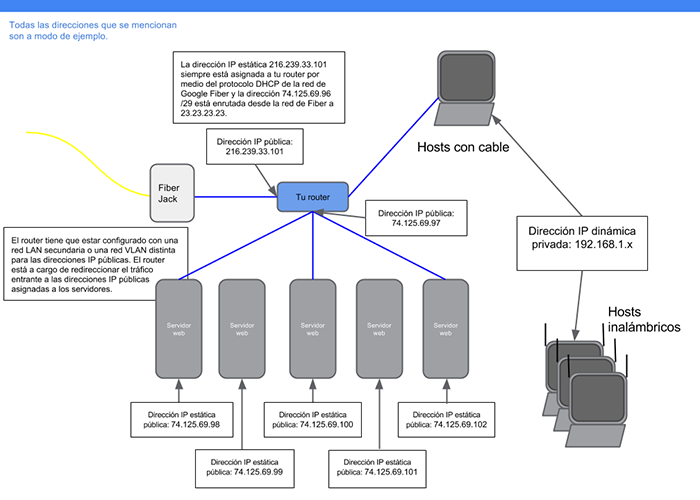 Todas las direcciones que se mencionan
son a modo de ejemplo.
La dirección IP estática 216.239.33.101
siempre está asignada a tu router por
medio del protocolo DHCP de la red de
Google Fiber y la dirección 74.125.69.96
/29 está enrutada desde la red de Fiber a
23.23.23.23.
Dirección IP pública:
216.239.33.101
Hosts con cable
Fiber
Jack
Tu router
Dirección IP pública:
74.125.69.97
Dirección IP dinámica
privada: 192.168.1.x
El router tiene que estar configurado con una
red LAN secundaria o una red VLAN distinta
para las direcciones IP públicas. El router
está a cargo de redireccionar el tráfico
entrante a las direcciones IP públicas
asignadas a los servidores.
Servidor
web
Servidor
web
Servidor
web
Servidor
web
Servidor
web
Hosts
inalámbricos
Dirección IP estática
pública: 74.125.69.98
Dirección IP estática
pública: 74.125.69.100
Dirección IP estática
pública: 74.125.69.102
Dirección IP estática
pública: 74.125.69.99
Dirección IP estática
pública: 74.125.69.101